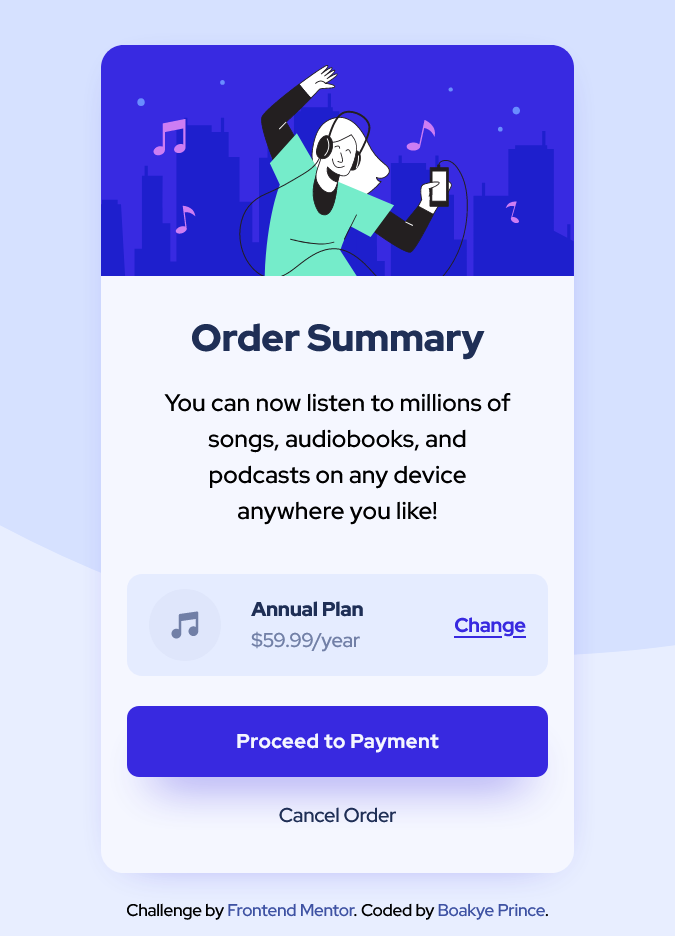 Order Summary
You can now listen to millions of
songs, audiobooks, and
podcasts on any device
anywhere you like!
Annual Plan
$59.99/year
Change
Proceed to Payment
Cancel Order
Challenge by Frontend Mentor. Coded by Boakye Prince.